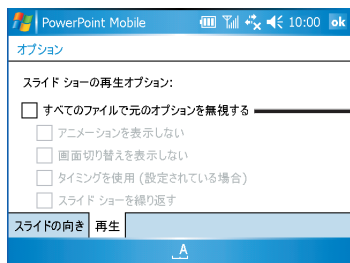 PowerPoint Mobile 10:00 ok
オプション
スライド ショーの再生オプション:
すべてのファイルで元のオプションを無視する
アニメーションを表示しない
画面切り替えを表示しない
タイミングを使用 (設定されている場合)
スライド ショーを繰り返す
スライドの向き 再生
A